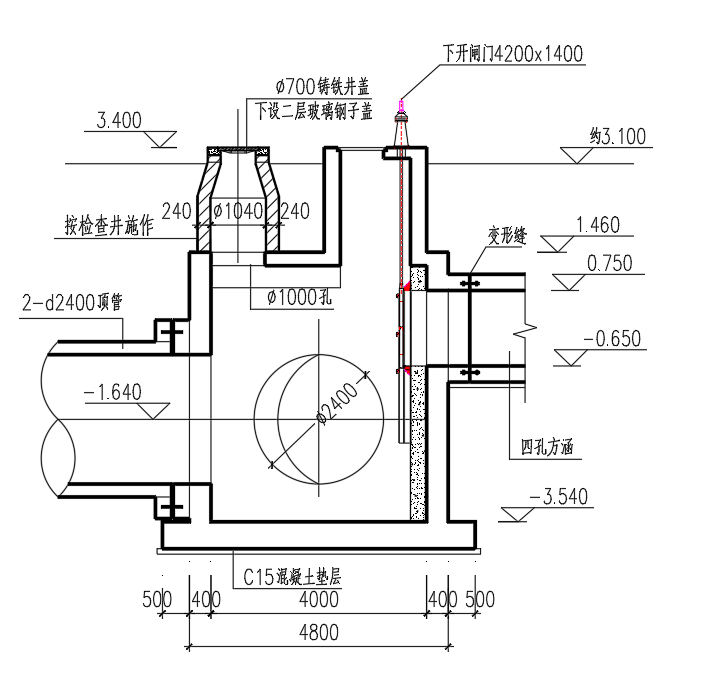 下开闸门4200x1400
ϕ700铸铁井盖
下设二层玻璃钢子盖
3.400
约3.100
240
ϕ1040
240
按检查井施作
变形缝
1.460
0.750
ϕ1000孔
2-d2400顶管
-0.650
-1.640
ϕ2400
四孔方涵
-3.540
C15混凝土垫层
500
400
4000
400
500
4800